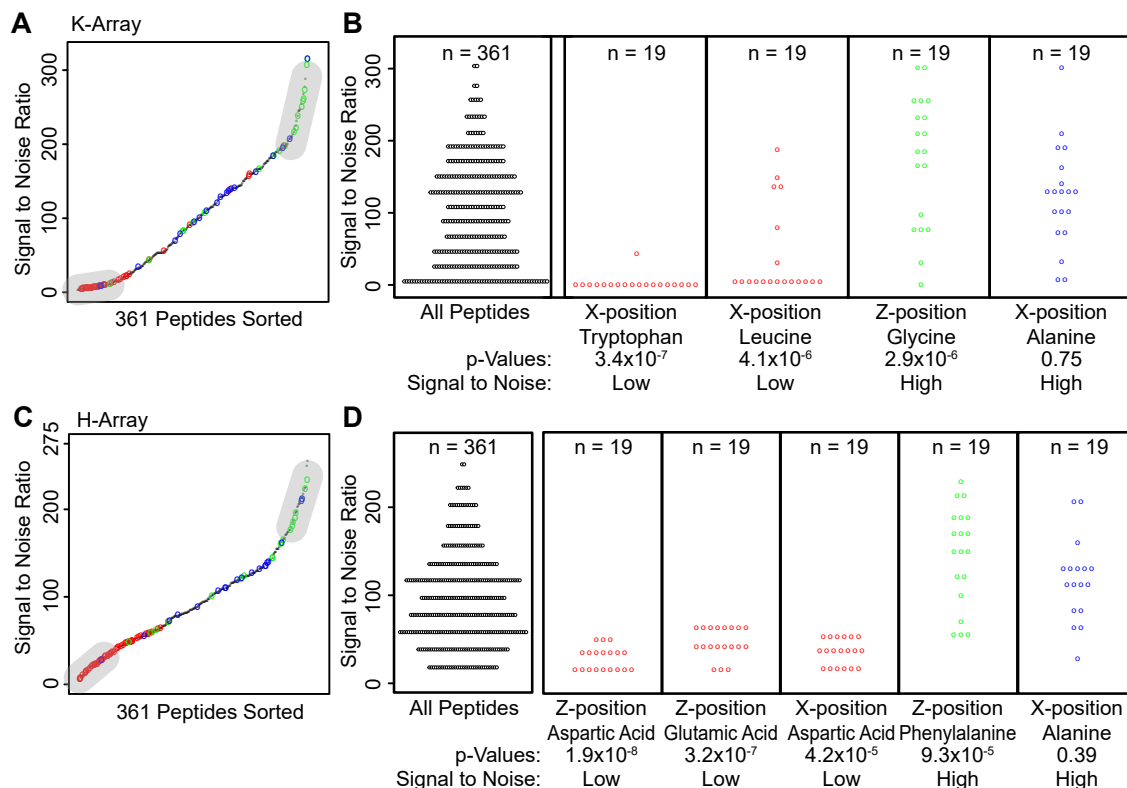 A
K-Array
Signal to Noise Ratio
0
100
200
300
361 Peptides Sorted
B
Signal to Noise Ratio
0
100
200
300
n = 361
n = 19
n = 19
n = 19
n = 19
All Peptides
X-position
Tryptophan
X-position
Leucine
Z-position
Glycine
X-position
Alanine
p-Values: 3.4x10⁻⁷ 4.1x10⁻⁶ 2.9x10⁻⁶ 0.75
Signal to Noise: Low Low High High
C
H-Array
Signal to Noise Ratio
0
100
200
275
361 Peptides Sorted
D
Signal to Noise Ratio
0
100
200
n = 361
n = 19
n = 19
n = 19
n = 19
n = 19
All Peptides
Z-position
Aspartic Acid
Z-position
Glutamic Acid
X-position
Aspartic Acid
Z-position
Phenylalanine
X-position
Alanine
p-Values: 1.9x10⁻⁸ 3.2x10⁻⁷ 4.2x10⁻⁵ 9.3x10⁻⁵ 0.39
Signal to Noise: Low Low Low High High